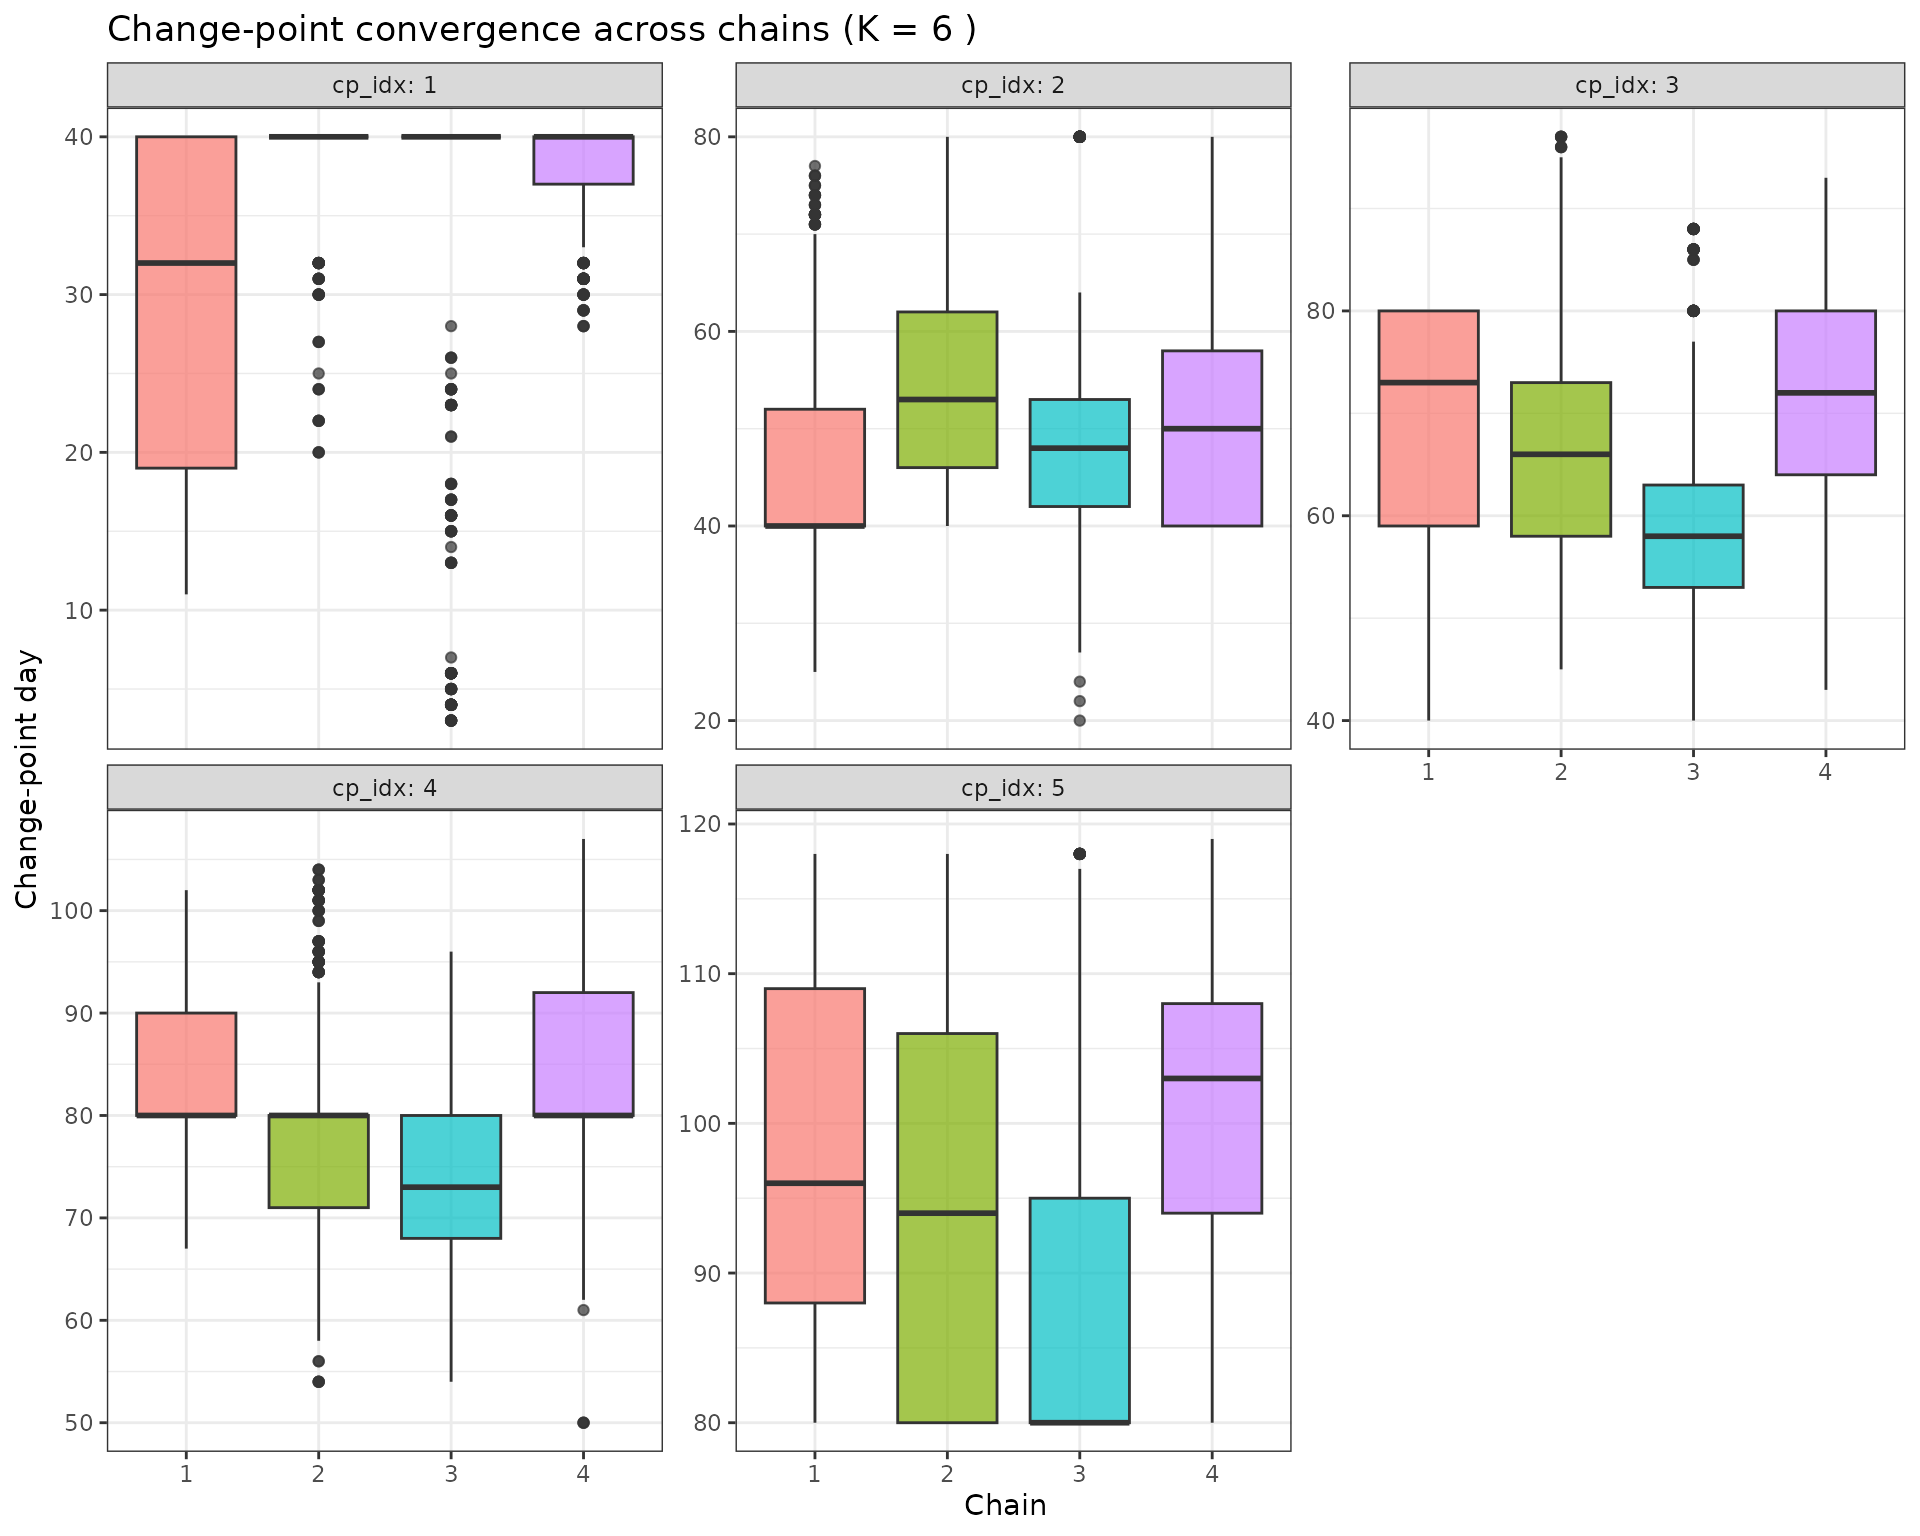 Change-point convergence across chains (K = 6 )
cp_idx: 1
cp_idx: 2
cp_idx: 3
40
30
20
10
80
60
40
20
80
60
40
1 2 3 4
Change-point day
cp_idx: 4
cp_idx: 5
100
90
80
70
60
50
120
110
100
90
80
1 2 3 4
1 2 3 4
Chain